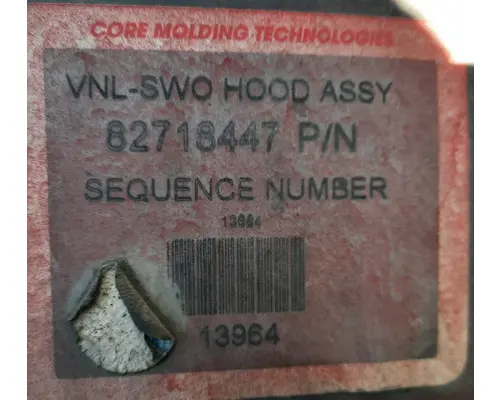 CORE MOLDING TECHNOLOGIES
VNL-SWO HOOD ASSY
82718447 P/N
SEQUENCE NUMBER
13964
13964